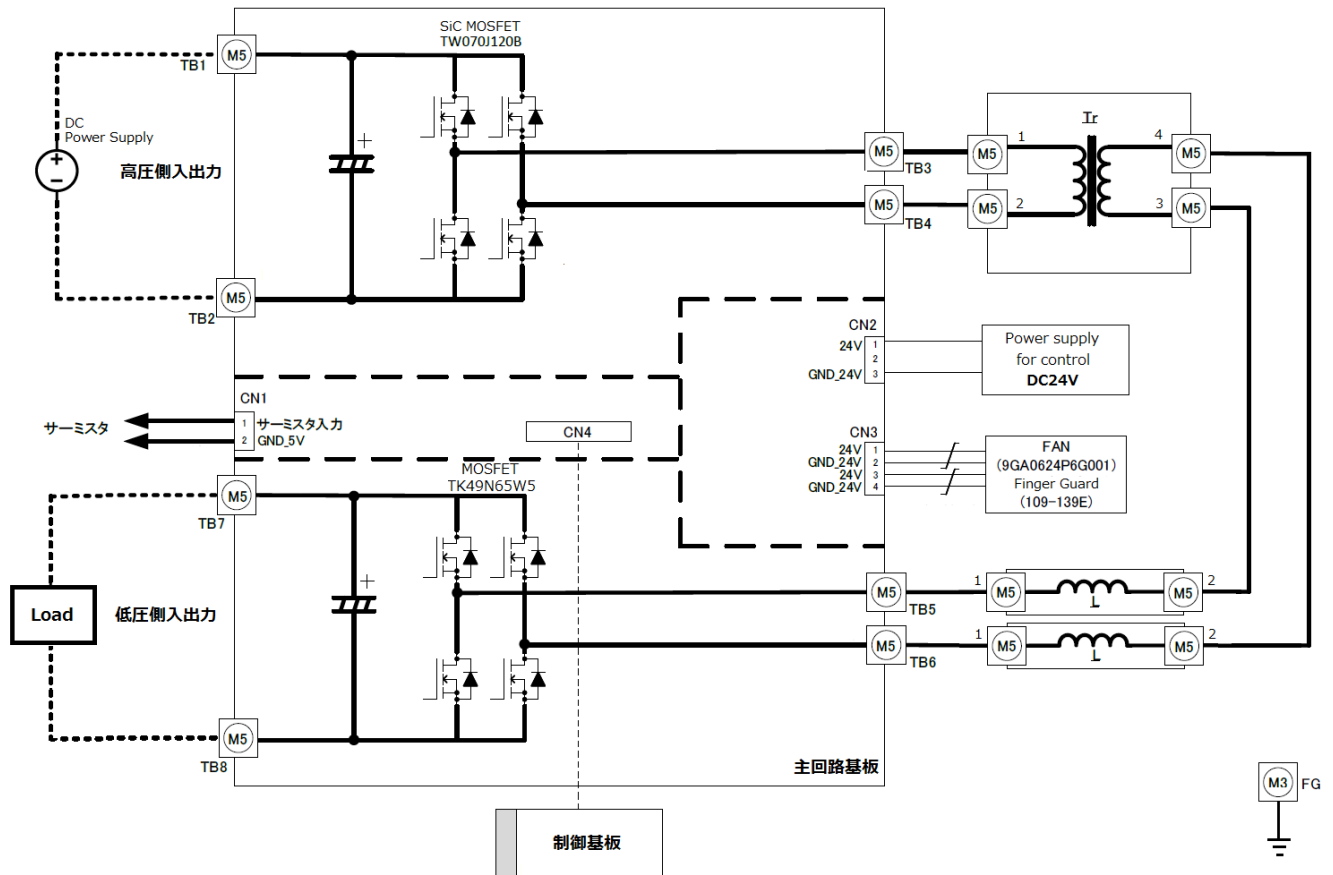 SiC MOSFET
TW070J120B
M5
TB1
DC
Power Supply
高圧側入出力
M5
TB2
M5
TB3
M5
TB4
Tr
M5
1
M5
2
4
M5
3
M5
CN2
24V 1
2
GND_24V 3
Power supply
for control
DC24V
CN1
サーミスタ
1 サーミスタ入力
2 GND_5V
CN4
CN3
24V 1
GND_24V 2
24V 3
GND_24V 4
FAN
(9GA0624P6G001)
Finger Guard
(109-139E)
MOSFET
TK49N65W5
M5
TB7
Load
低圧側入出力
M5
TB8
M5
TB5
M5
TB6
1
M5
L
M5
2
1
M5
L
M5
2
主回路基板
制御基板
M3 FG